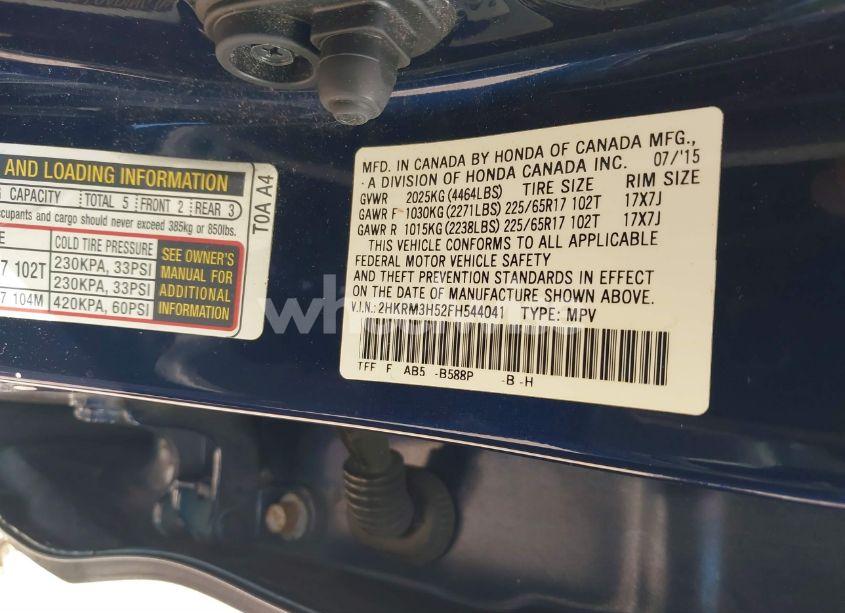 AND LOADING INFORMATION
CAPACITY TOTAL 5 FRONT 2 REAR 3
ccupants and cargo should never exceed 385kg or 850lbs.
COLD TIRE PRESSURE
7 102T 230KPA, 33PSI
230KPA, 33PSI
7 104M 420KPA, 60PSI
SEE OWNER'S
MANUAL FOR
ADDITIONAL
INFORMATION
T0A A4
MFD. IN CANADA BY HONDA OF CANADA MFG.,
A DIVISION OF HONDA CANADA INC. 07/'15
GVWR 2025KG(4464LBS) TIRE SIZE RIM SIZE
GAWR F 1030KG(2271LBS) 225/65R17 102T 17X7J
GAWR R 1015KG(2238LBS) 225/65R17 102T 17X7J
THIS VEHICLE CONFORMS TO ALL APPLICABLE
FEDERAL MOTOR VEHICLE SAFETY
AND THEFT PREVENTION STANDARDS IN EFFECT
ON THE DATE OF MANUFACTURE SHOWN ABOVE.
V.I.N.: 2HKRM3H52FH544041 TYPE: MPV
TFF F AB5 -B588P -B -H